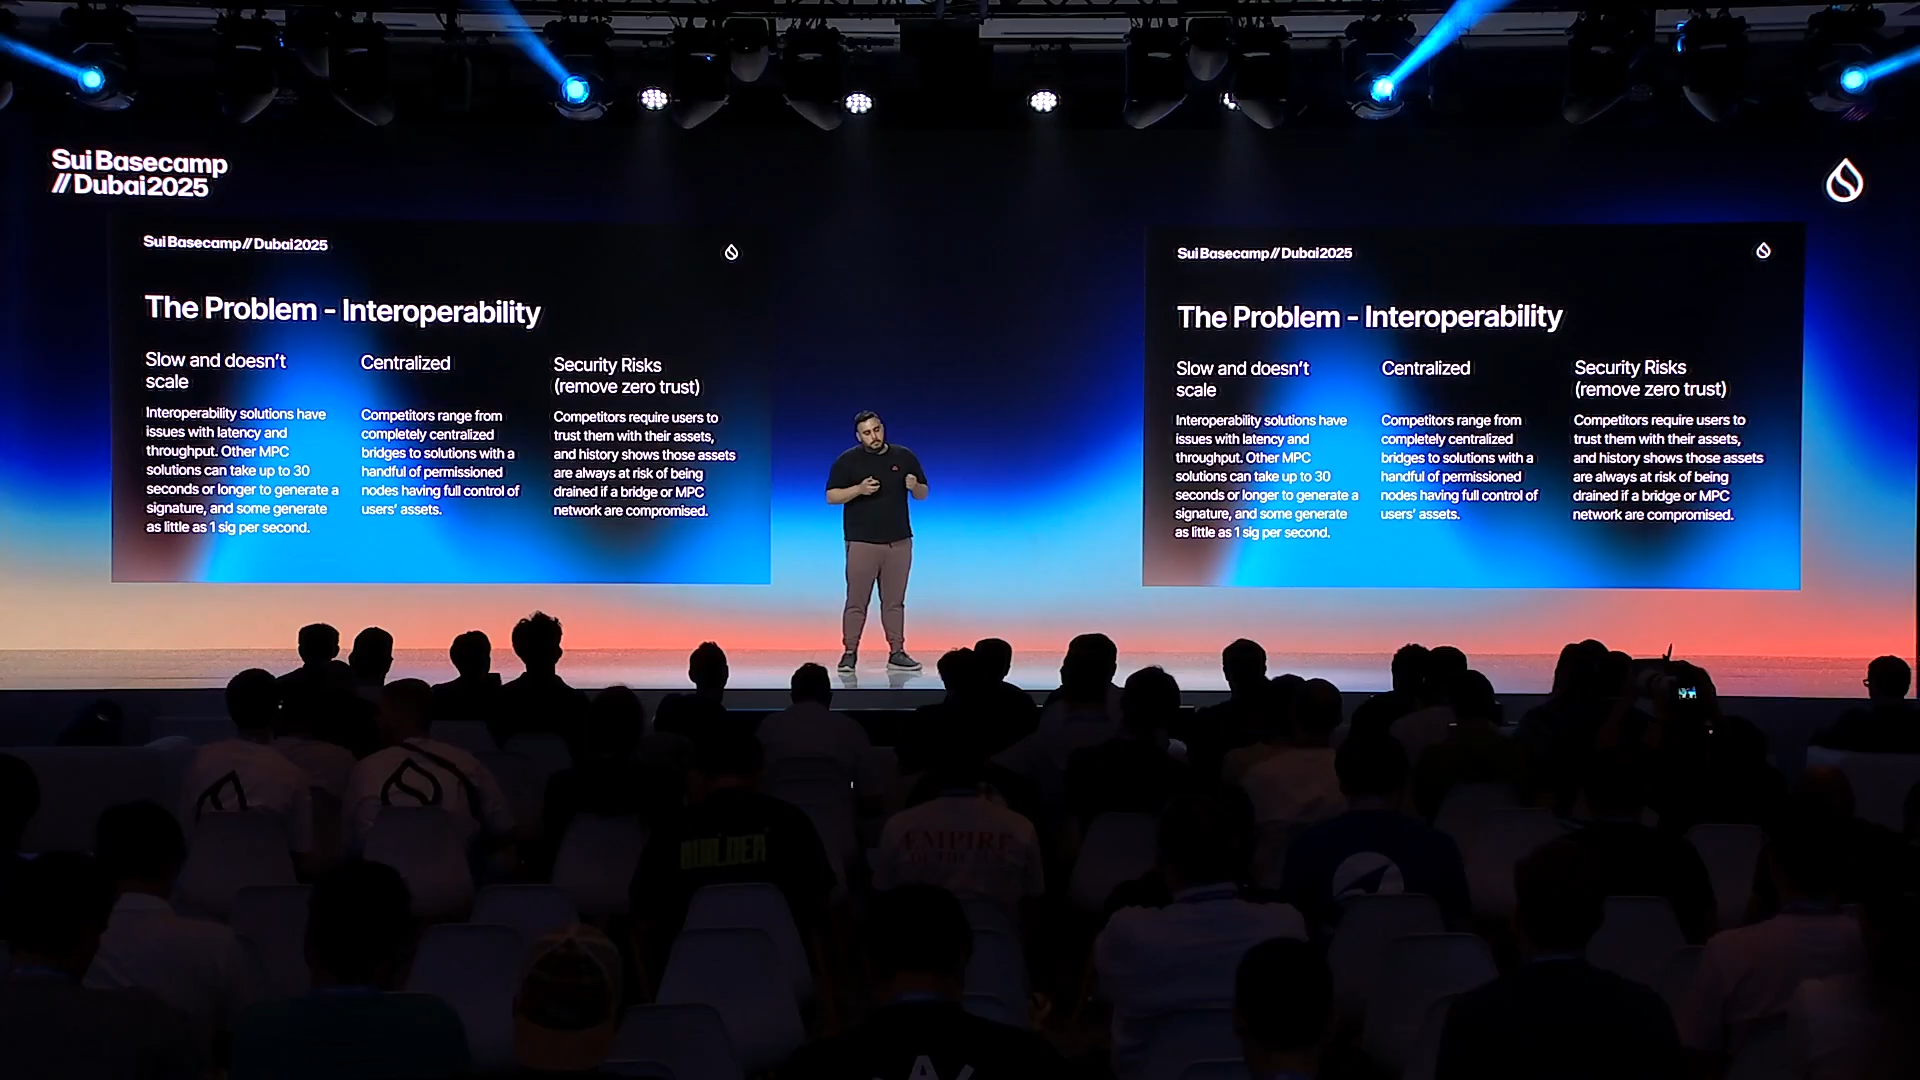 Sui Basecamp
// Dubai 2025
Sui Basecamp // Dubai 2025
The Problem - Interoperability
Slow and doesn't
scale
Interoperability solutions have
issues with latency and
throughput. Other MPC
solutions can take up to 30
seconds or longer to generate a
signature, and some generate
as little as 1 sig per second.
Centralized
Competitors range from
completely centralized
bridges to solutions with a
handful of permissioned
nodes having full control of
users' assets.
Security Risks
(remove zero trust)
Competitors require users to
trust them with their assets,
and history shows those assets
are always at risk of being
drained if a bridge or MPC
network are compromised.
Sui Basecamp // Dubai 2025
The Problem - Interoperability
Slow and doesn't
scale
Interoperability solutions have
issues with latency and
throughput. Other MPC
solutions can take up to 30
seconds or longer to generate a
signature, and some generate
as little as 1 sig per second.
Centralized
Competitors range from
completely centralized
bridges to solutions with a
handful of permissioned
nodes having full control of
users' assets.
Security Risks
(remove zero trust)
Competitors require users to
trust them with their assets,
and history shows those assets
are always at risk of being
drained if a bridge or MPC
network are compromised.
BUILDER
EMPIRE